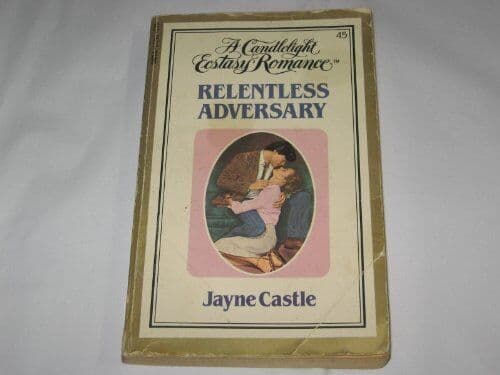 45
A Candlelight
Ecstasy Romance™
RELENTLESS
ADVERSARY
Jayne Castle